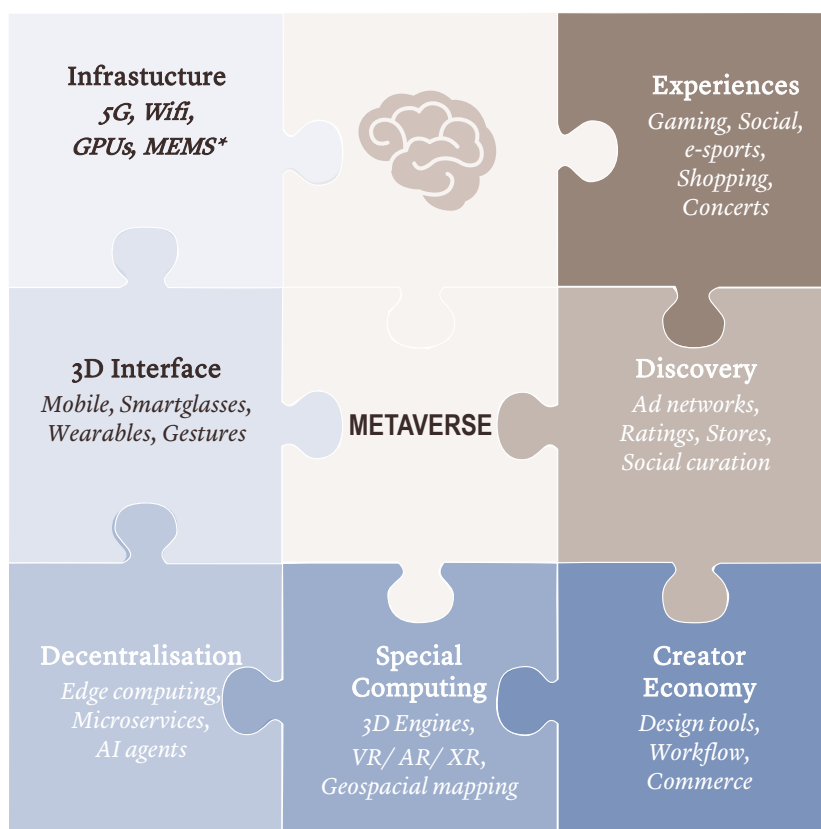 Infrastucture
5G, Wifi,
GPUs, MEMS*
Experiences
Gaming, Social,
e-sports,
Shopping,
Concerts
3D Interface
Mobile, Smartglasses,
Wearables, Gestures
METAVERSE
Discovery
Ad networks,
Ratings, Stores,
Social curation
Decentralisation
Edge computing,
Microservices,
AI agents
Special
Computing
3D Engines,
VR/ AR/ XR,
Geospacial mapping
Creator
Economy
Design tools,
Workflow,
Commerce